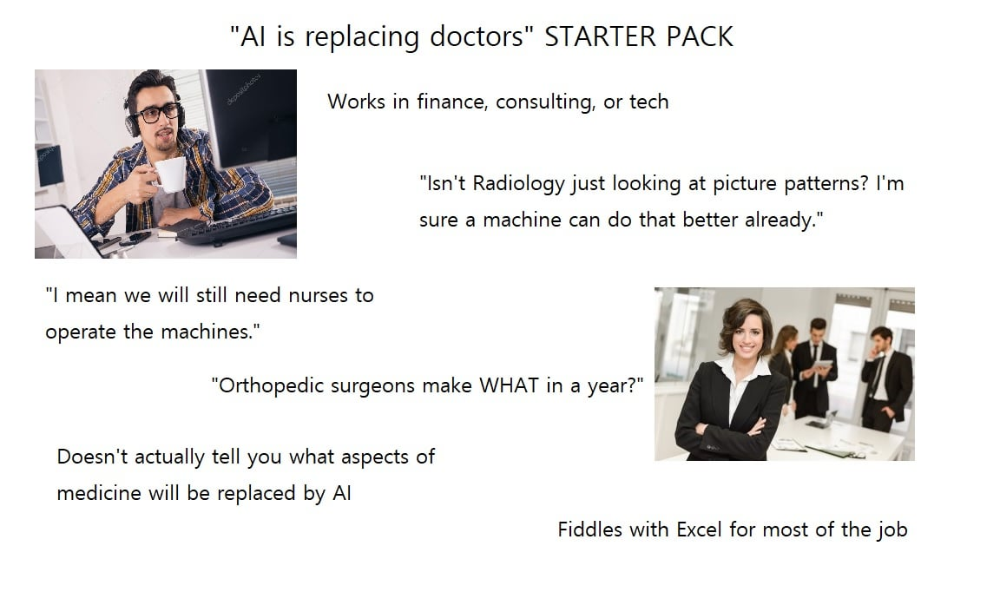 "AI is replacing doctors" STARTER PACK
depositphotos
Works in finance, consulting, or tech
"Isn't Radiology just looking at picture patterns? I'm
sure a machine can do that better already."
"I mean we will still need nurses to
operate the machines."
"Orthopedic surgeons make WHAT in a year?"
Doesn't actually tell you what aspects of
medicine will be replaced by AI
Fiddles with Excel for most of the job